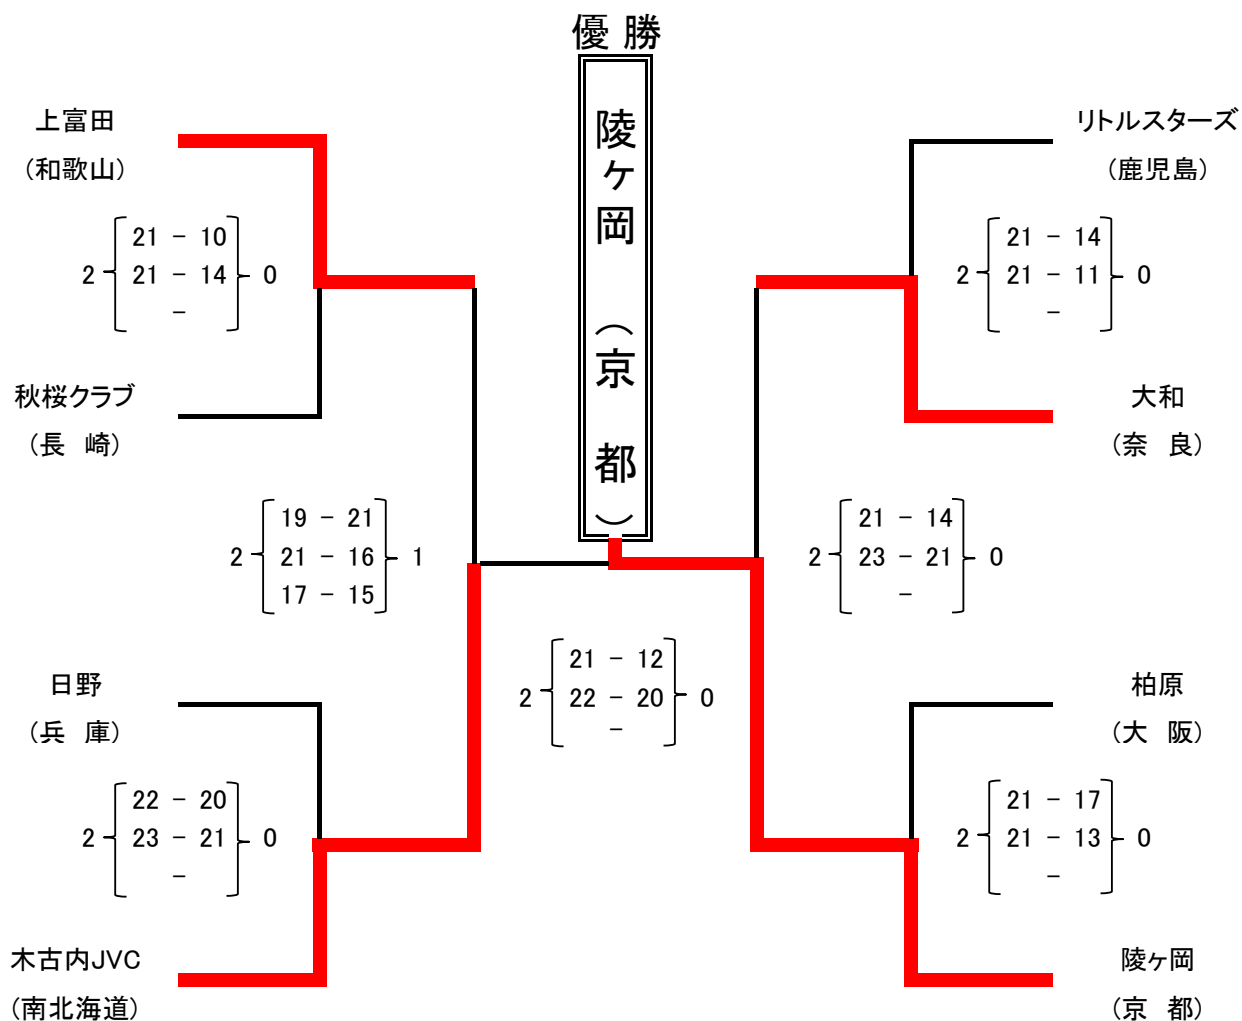 優 勝
陵ヶ岡 （京 都）
上富田
（和歌山）
2 21 － 10 0
21 － 14
－
秋桜クラブ
（長　崎）
2 19 － 21 1
21 － 16
17 － 15
日野
（兵　庫）
2 22 － 20 0
23 － 21
－
木古内JVC
（南北海道）
2 21 － 12 0
22 － 20
－
リトルスターズ
（鹿児島）
2 21 － 14 0
21 － 11
－
大和
（奈　良）
2 21 － 14 0
23 － 21
－
柏原
（大　阪）
2 21 － 17 0
21 － 13
－
陵ヶ岡
（京　都）